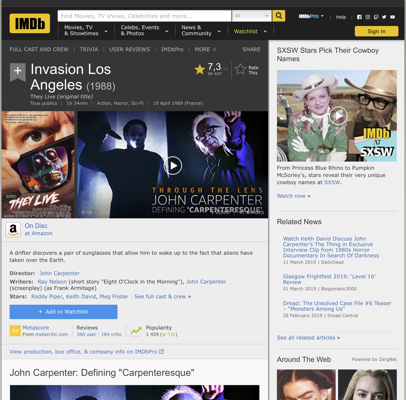 IMDb
Find Movies, TV shows, Celebrities and more...
All
IMDbPro
Help
Movies, TV & Showtimes
Celebs, Events & Photos
News & Community
Watchlist
Sign in
FULL CAST AND CREW | TRIVIA | USER REVIEWS | IMDbPro | MORE
SHARE
Invasion Los Angeles (1988)
They Live (original title)
Tous publics | 1h 34min | Action, Horror, Sci-Fi | 19 April 1989 (France)
7,3
Rate This
THEY LIVE
THROUGH THE LENS
JOHN CARPENTER
DEFINING "CARPENTERESQUE"
On Disc
at Amazon
A drifter discovers a pair of sunglasses that allow him to wake up to the fact that aliens have
taken over the Earth.
Director: John Carpenter
Writers: Ray Nelson (short story "Eight O'Clock in the Morning"), John Carpenter
(screenplay) (as Frank Armitage)
Stars: Roddy Piper, Keith David, Meg Foster | See full cast & crew »
+ Add to Watchlist
Metascore
From metacritic.com
Reviews
368 user | 184 critic
Popularity
View production, box office, & company info on IMDbPro
John Carpenter: Defining "Carpenteresque"
SXSW Stars Pick Their Cowboy
Names
IMDb
AT
SXSW
From Princess Blue Rhino to Pumpkin
McSorley's, stars reveal their very unique
cowboy names at SXSW.
Watch now »
Related News
Watch Keith David Discuss John
Carpenter's The Thing in Exclusive
Interview Clip from 1980s Horror
Documentary In Search Of Darkness
11 March 2019 | DailyDead
Glasgow Frightfest 2019: 'Level 16'
Review
01 March 2019 | Blogomatic3000
Dread: The Unsolved Case File #6 Teaser
– "Monsters Among Us"
28 February 2019 | Dread Central
See all related articles »
Around The Web
Powered by ZergNet